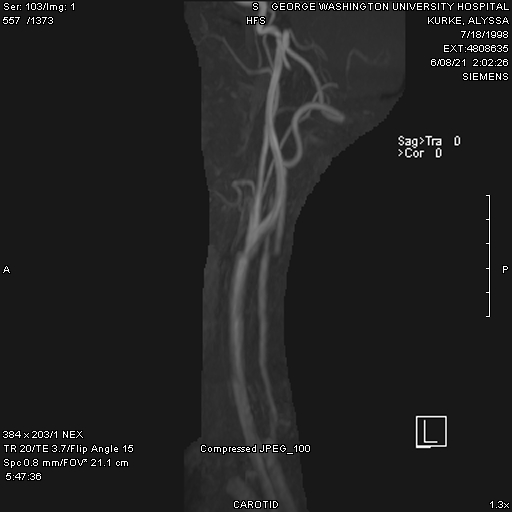 Ser: 103/Img: 1
557 /1373
S
HFS
GEORGE WASHINGTON UNIVERSITY HOSPITAL
KURKE, ALYSSA
7/18/1998
EXT:4808635
6/08/21 2:02:26
SIEMENS
Sag>Tra 0
>Cor 0
A
P
384 x 203/1 NEX
TR 20/TE 3.7/Flip Angle 15
Spc 0.8 mm/FOV* 21.1 cm
5:47:36
Compressed JPEG_100
L
CAROTID
1.3x